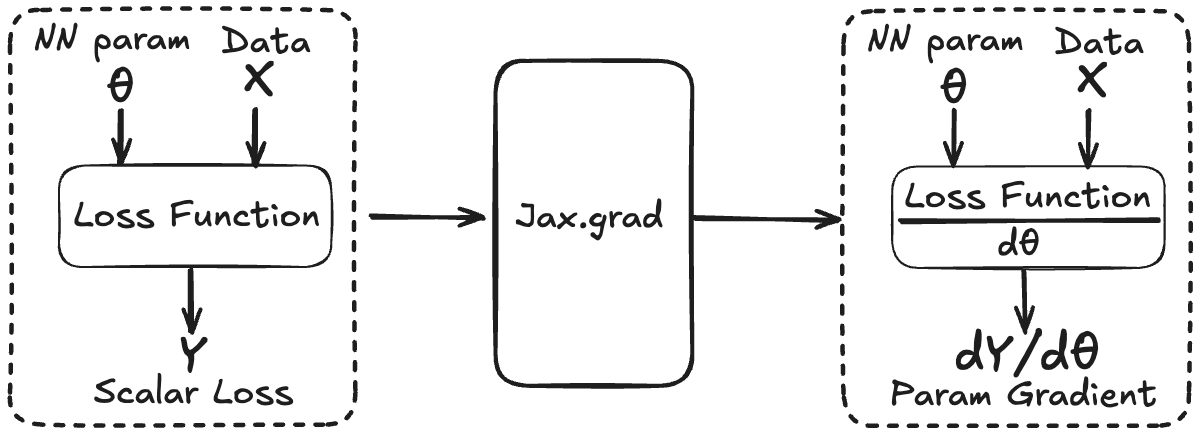 NN param Data
θ X
Loss Function
Y
Scalar Loss
Jax.grad
NN param Data
θ X
Loss Function
dθ
dY/dθ
Param Gradient